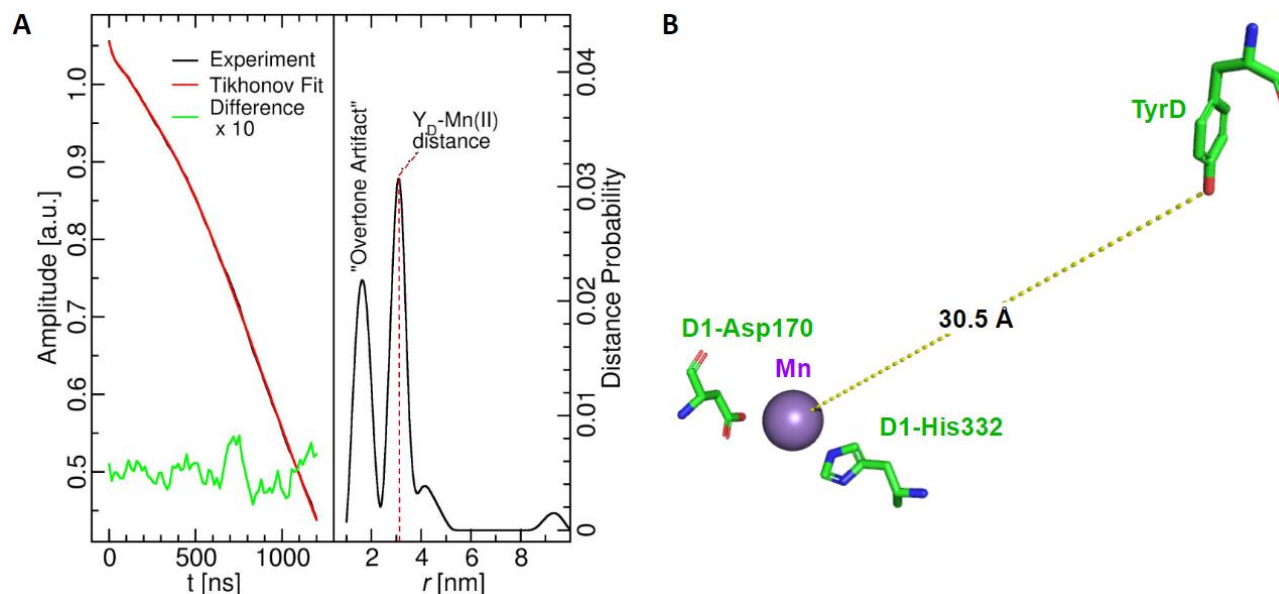 A
Amplitude [a.u.]
1.0
0.9
0.8
0.7
0.6
0.5
Experiment
Tikhonov Fit
Difference
x 10
0
500
1000
t [ns]
"Overtone Artifact"
Y_D-Mn(II)
distance
2
4
6
8
r [nm]
0.04
0.03
0.02
0.01
0
Distance Probability
B
TyrD
30.5 Å
D1-Asp170
Mn
D1-His332